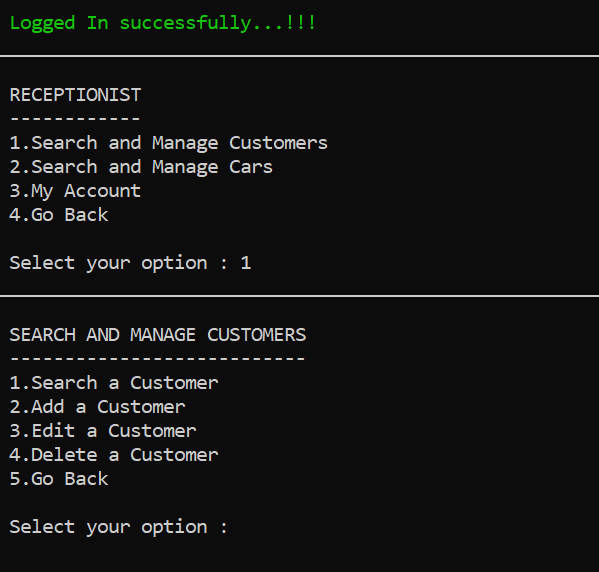 Logged In successfully...!!!
RECEPTIONIST
------------
1.Search and Manage Customers
2.Search and Manage Cars
3.My Account
4.Go Back
Select your option : 1
SEARCH AND MANAGE CUSTOMERS
---------------------------
1.Search a Customer
2.Add a Customer
3.Edit a Customer
4.Delete a Customer
5.Go Back
Select your option :